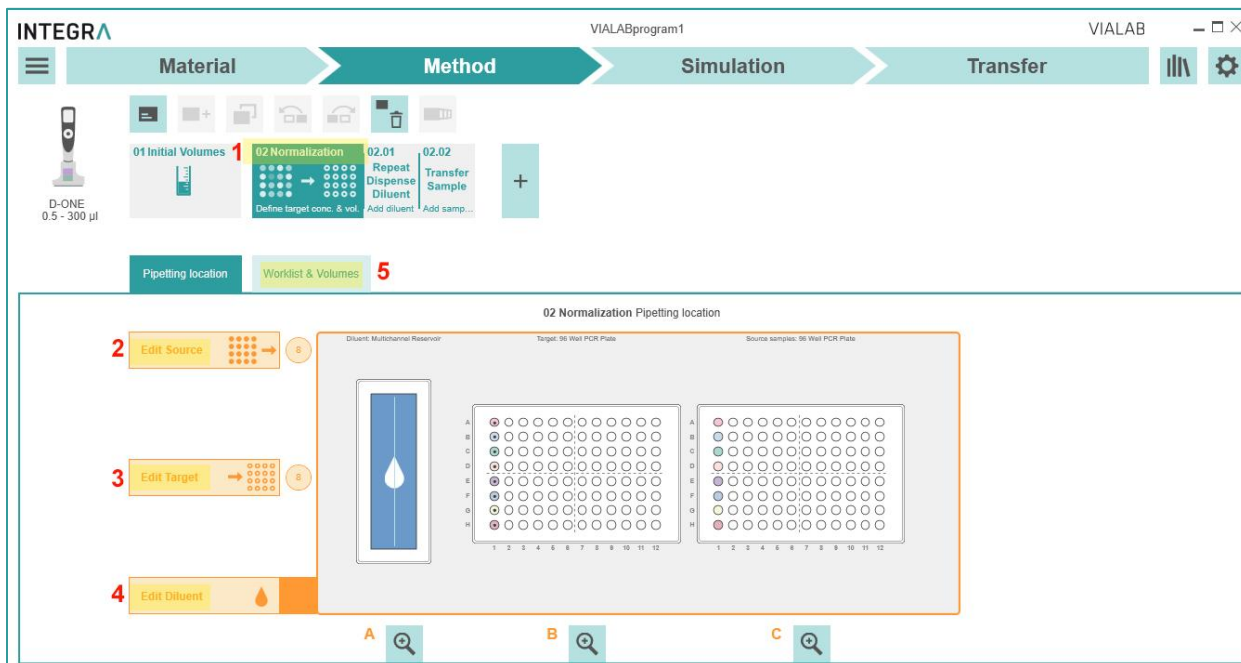 INTEGRA
VIALABprogram1
VIALAB
Material
Method
Simulation
Transfer
01 Initial Volumes
1
02 Normalization
02.01
02.02
Repeat
Dispense
Diluent
Transfer
Sample
+
Define target conc. & vol.
Add diluent
Add samp...
D-ONE
0.5 - 300 µl
Pipetting location
Worklist & Volumes
5
02 Normalization Pipetting location
2
Edit Source
8
Diluent: Multichannel Reservoir
Target: 96 Well PCR Plate
Source samples: 96 Well PCR Plate
A
B
C
D
E
F
G
H
1 2 3 4 5 6 7 8 9 10 11 12
A
B
C
D
E
F
G
H
1 2 3 4 5 6 7 8 9 10 11 12
3
Edit Target
8
4
Edit Diluent
A
B
C